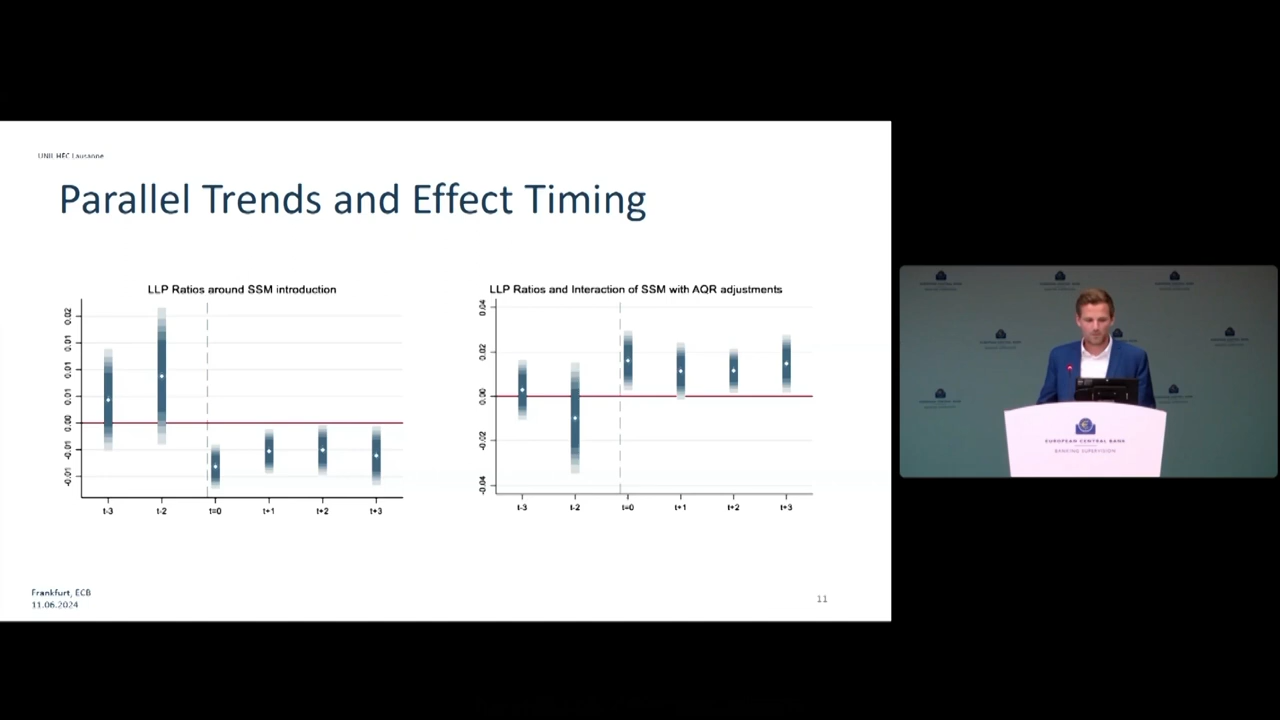 UNIL HEC Lausanne
Parallel Trends and Effect Timing
LLP Ratios around SSM introduction
0.02
0.01
0.01
0.01
0.00
-0.01
-0.01
t-3 t-2 t=0 t+1 t+2 t+3
LLP Ratios and Interaction of SSM with AQR adjustments
0.04
0.02
0.00
-0.02
-0.04
t-3 t-2 t=0 t+1 t+2 t+3
Frankfurt, ECB
11.06.2024
11
EUROPEAN CENTRAL BANK
BANKING SUPERVISION